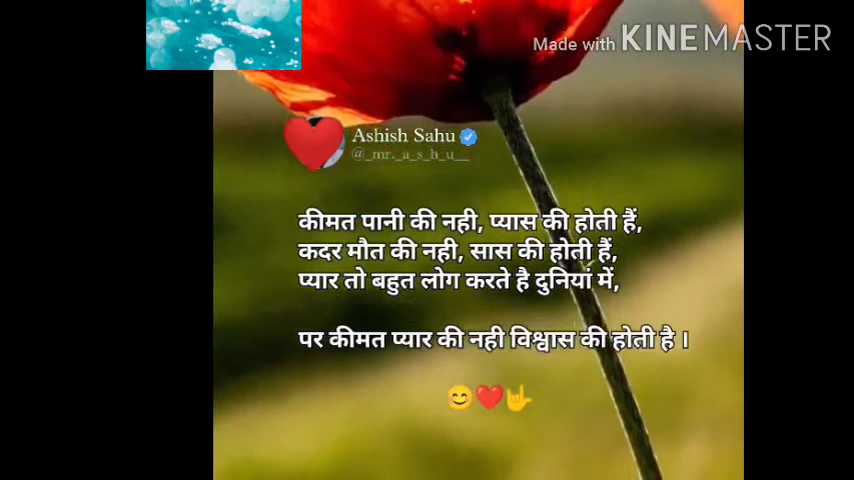 Made with KINEMASTER
Ashish Sahu
@_mr._a_s_h_u__
कीमत पानी की नही, प्यास की होती हैं,
कदर मौत की नही, सास की होती हैं,
प्यार तो बहुत लोग करते है दुनियां में,
पर कीमत प्यार की नही विश्वास की होती है ।
😊❤️🤟